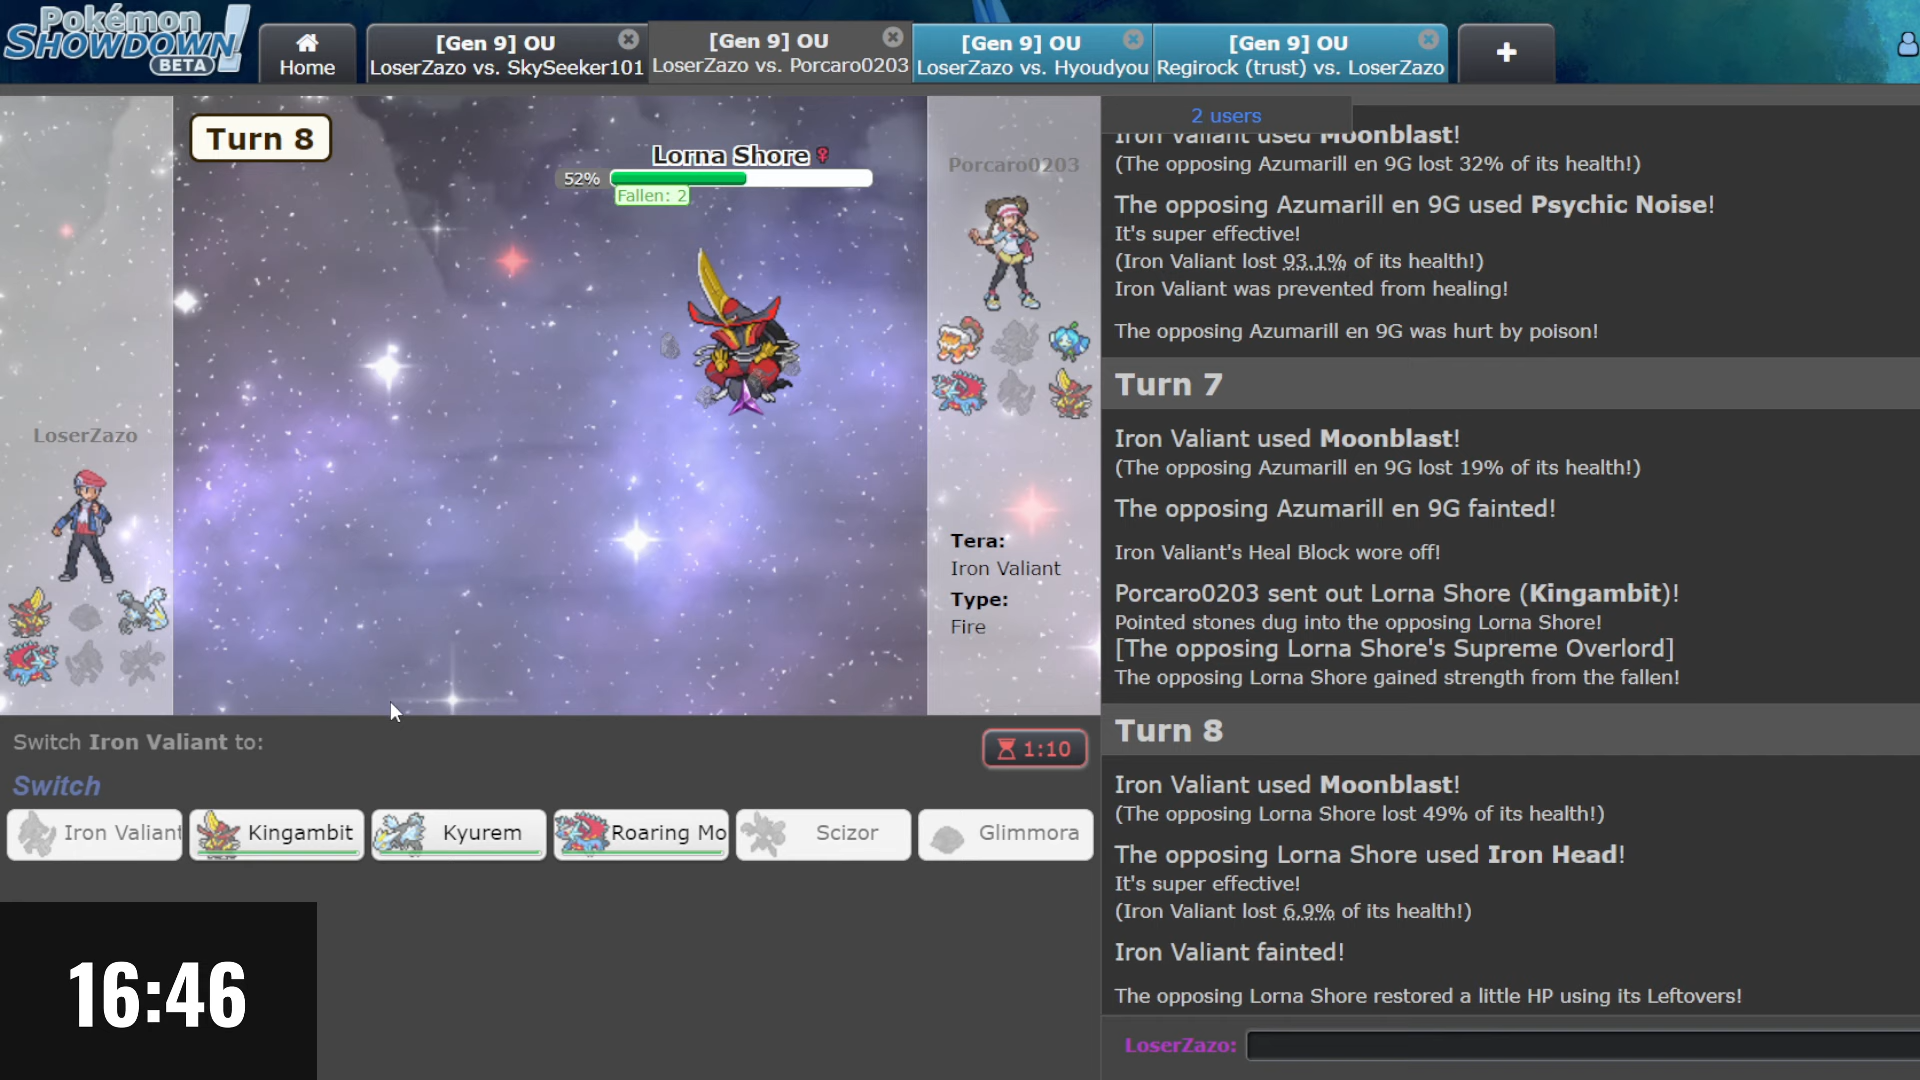 Pokémon
SHOWDOWN!
BETA
Home
[Gen 9] OU
LoserZazo vs. SkySeeker101
[Gen 9] OU
LoserZazo vs. Porcaro0203
[Gen 9] OU
LoserZazo vs. Hyoudyou
[Gen 9] OU
Regirock (trust) vs. LoserZazo
+
Turn 8
Lorna Shore ♀
52%
Fallen: 2
Porcaro0203
LoserZazo
Tera:
Iron Valiant
Type:
Fire
2 users
Iron Valiant used Moonblast!
(The opposing Azumarill en 9G lost 32% of its health!)
The opposing Azumarill en 9G used Psychic Noise!
It's super effective!
(Iron Valiant lost 93.1% of its health!)
Iron Valiant was prevented from healing!
The opposing Azumarill en 9G was hurt by poison!
Turn 7
Iron Valiant used Moonblast!
(The opposing Azumarill en 9G lost 19% of its health!)
The opposing Azumarill en 9G fainted!
Iron Valiant's Heal Block wore off!
Porcaro0203 sent out Lorna Shore (Kingambit)!
Pointed stones dug into the opposing Lorna Shore!
[The opposing Lorna Shore's Supreme Overlord]
The opposing Lorna Shore gained strength from the fallen!
Turn 8
Iron Valiant used Moonblast!
(The opposing Lorna Shore lost 49% of its health!)
The opposing Lorna Shore used Iron Head!
It's super effective!
(Iron Valiant lost 6.9% of its health!)
Iron Valiant fainted!
The opposing Lorna Shore restored a little HP using its Leftovers!
LoserZazo:
Switch Iron Valiant to:
1:10
Switch
Iron Valiant
Kingambit
Kyurem
Roaring Mo
Scizor
Glimmora
16:46